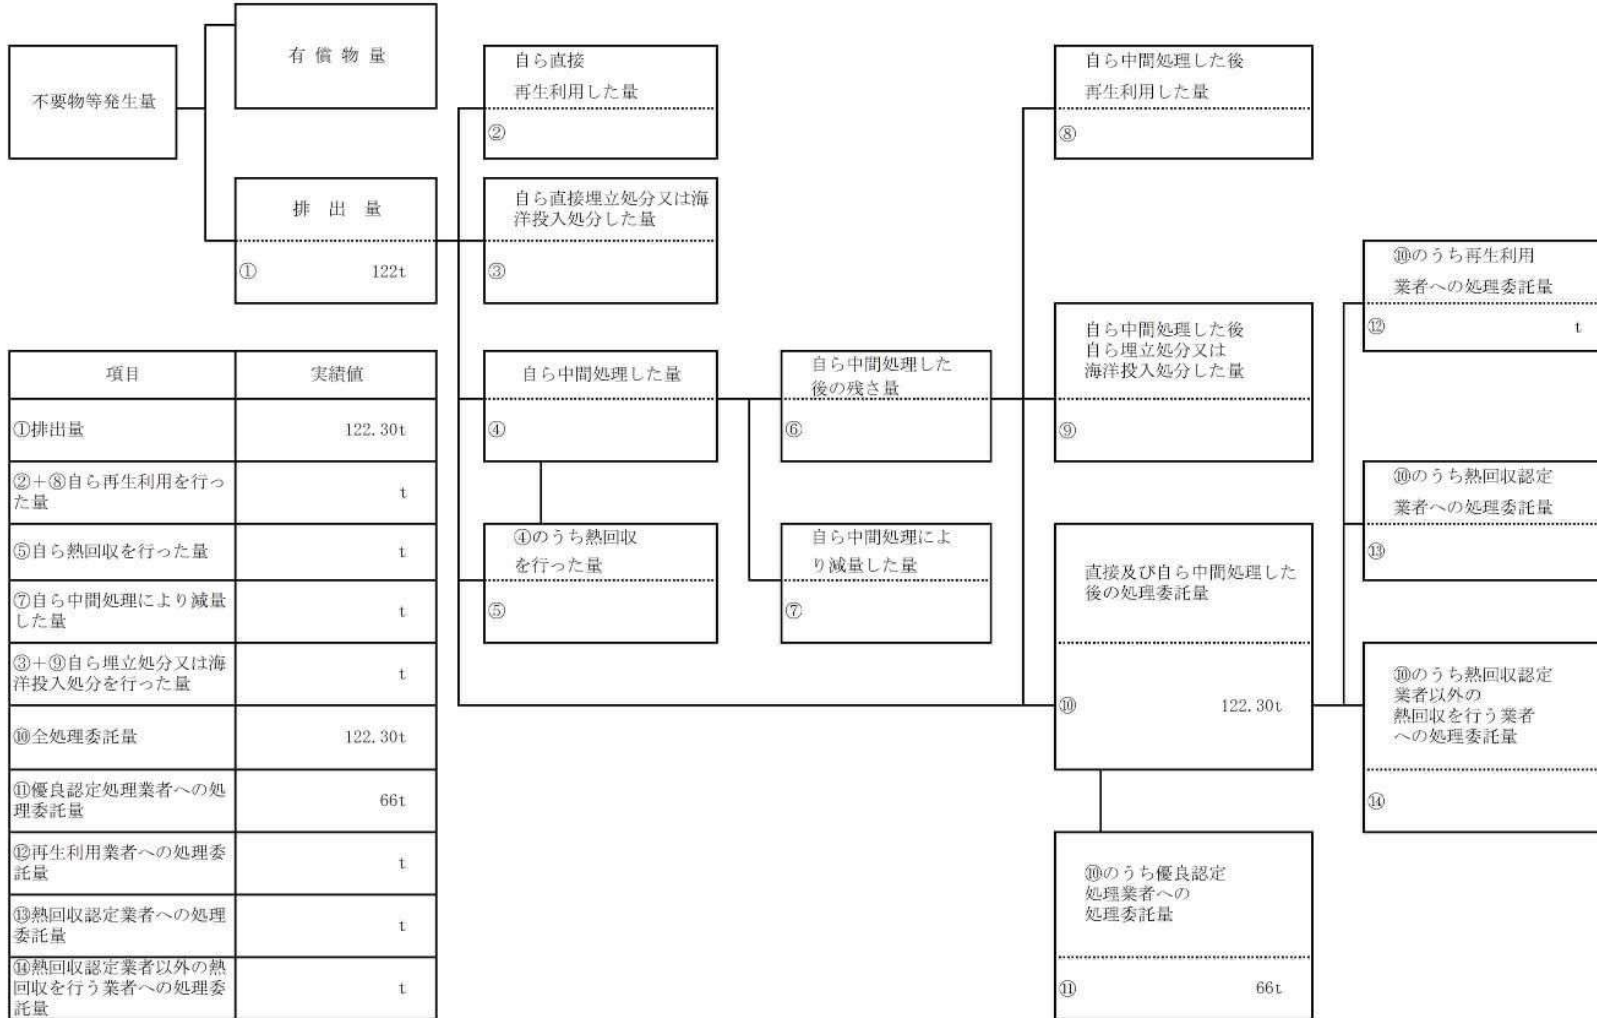 不要物等発生量
有 償 物 量
排 出 量
① 122t
自ら直接
再生利用した量
②
自ら直接埋立処分又は海
洋投入処分した量
③
自ら中間処理した量
④
④のうち熱回収
を行った量
⑤
自ら中間処理した
後の残さ量
⑥
自ら中間処理によ
り減量した量
⑦
自ら中間処理した後
再生利用した量
⑧
自ら中間処理した後
自ら埋立処分又は
海洋投入処分した量
⑨
直接及び自ら中間処理した
後の処理委託量
⑩ 122.30t
⑩のうち優良認定
処理業者への
処理委託量
⑪ 66t
⑩のうち再生利用
業者への処理委託量
⑫ t
⑩のうち熱回収認定
業者への処理委託量
⑬
⑩のうち熱回収認定
業者以外の
熱回収を行う業者
への処理委託量
⑭
項目 実績値
①排出量 122.30t
②+⑧自ら再生利用を行っ
た量 t
⑤自ら熱回収を行った量 t
⑦自ら中間処理により減量
した量 t
③+⑨自ら埋立処分又は海
洋投入処分を行った量 t
⑩全処理委託量 122.30t
⑪優良認定処理業者への処
理委託量 66t
⑫再生利用業者への処理委
託量 t
⑬熱回収認定業者への処理
委託量 t
⑭熱回収認定業者以外の熱
回収を行う業者への処理委
託量 t